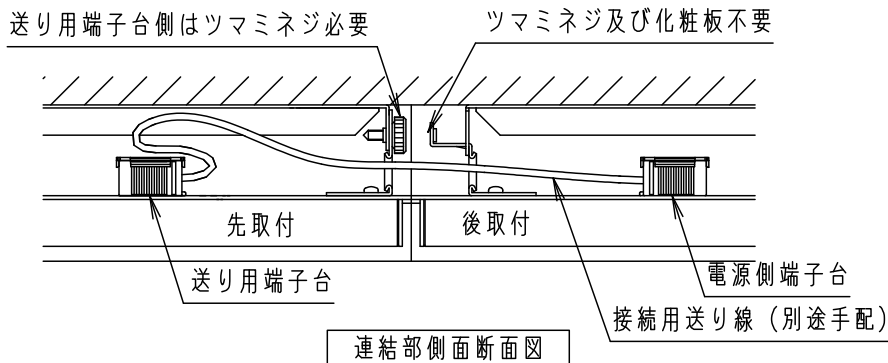 送り用端子台側はツマミネジ必要
ツマミネジ及び化粧板不要
先取付
後取付
送り用端子台
電源側端子台
接続用送り線（別途手配）
連結部側面断面図